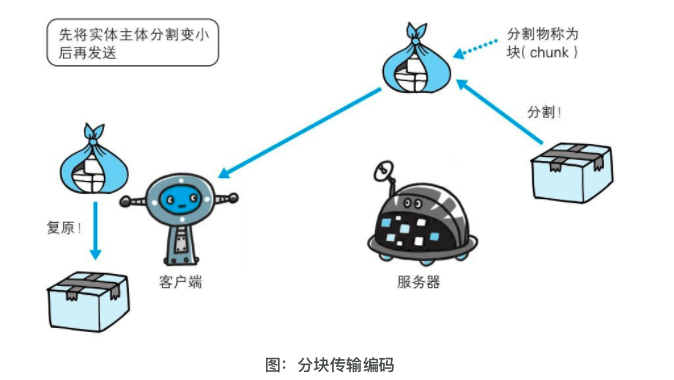 先将实体主体分割变小
后再发送
分割物称为
块( chunk )
分割!
复原!
客户端
服务器
图：分块传输编码